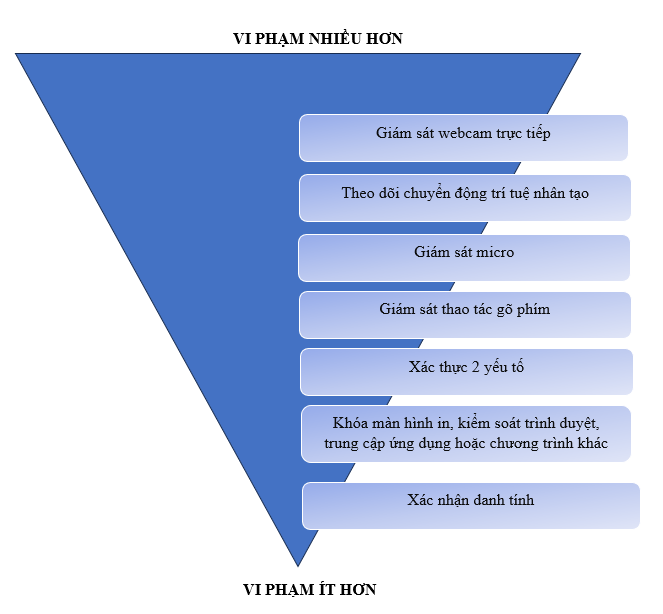 VI PHẠM NHIỀU HƠN
Giám sát webcam trực tiếp
Theo dõi chuyển động trí tuệ nhân tạo
Giám sát micro
Giám sát thao tác gõ phím
Xác thực 2 yếu tố
Khóa màn hình in, kiểm soát trình duyệt,
trung cập ứng dụng hoặc chương trình khác
Xác nhận danh tính
VI PHẠM ÍT HƠN